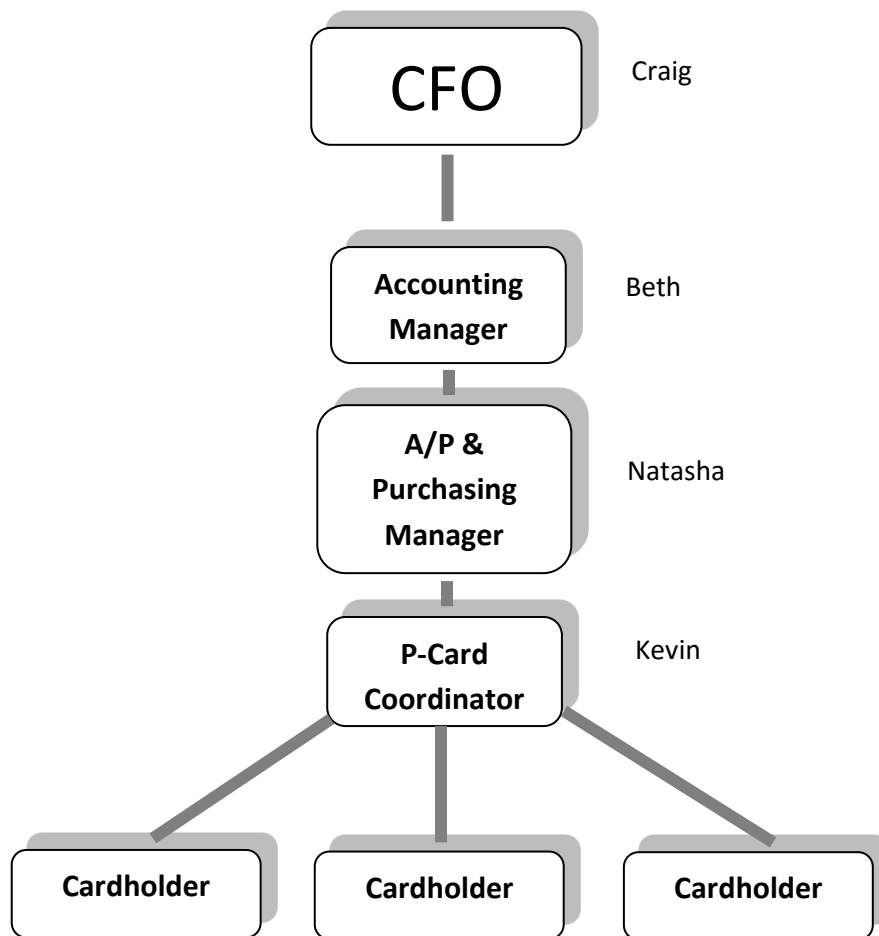 CFO
Craig
Accounting
Manager
Beth
A/P &
Purchasing
Manager
Natasha
P-Card
Coordinator
Kevin
Cardholder
Cardholder
Cardholder